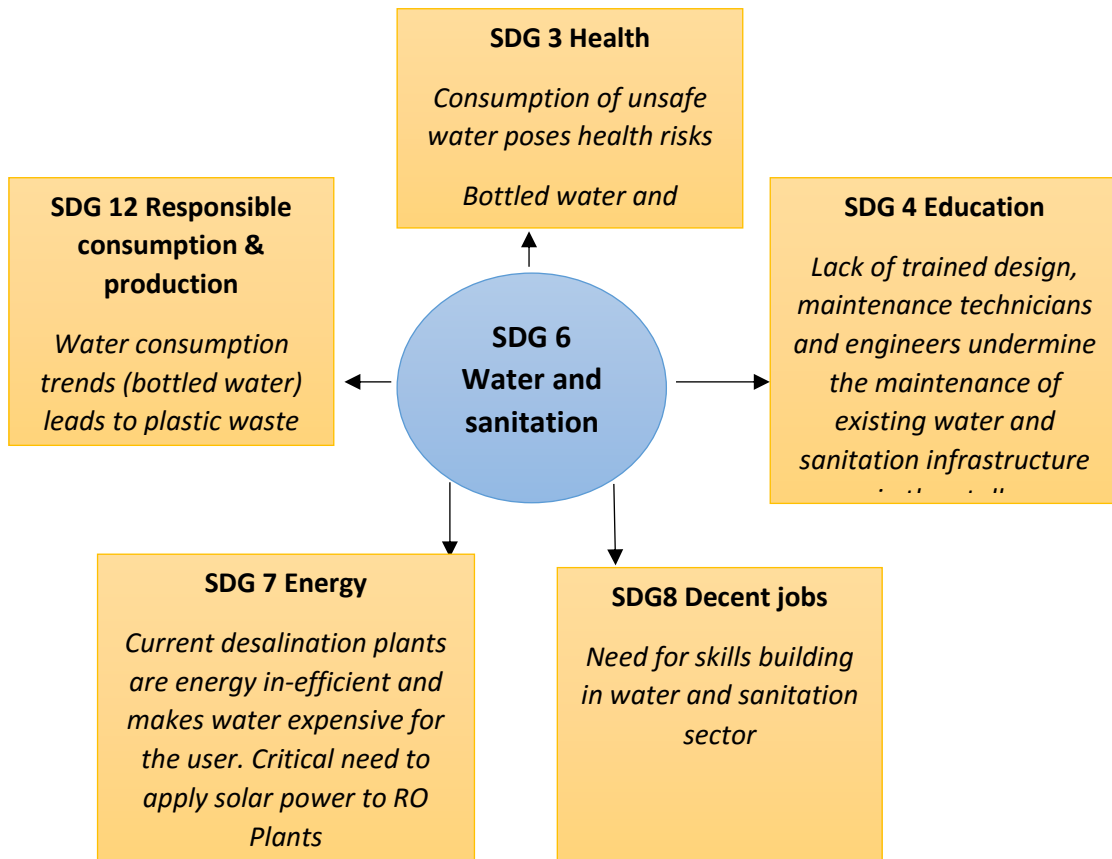 SDG 3 Health
Consumption of unsafe
water poses health risks
Bottled water and
SDG 12 Responsible
consumption &
production
Water consumption
trends (bottled water)
leads to plastic waste
SDG 6
Water and
sanitation
SDG 4 Education
Lack of trained design,
maintenance technicians
and engineers undermine
the maintenance of
existing water and
sanitation infrastructure
SDG 7 Energy
Current desalination plants
are energy in-efficient and
makes water expensive for
the user. Critical need to
apply solar power to RO
Plants
SDG8 Decent jobs
Need for skills building
in water and sanitation
sector